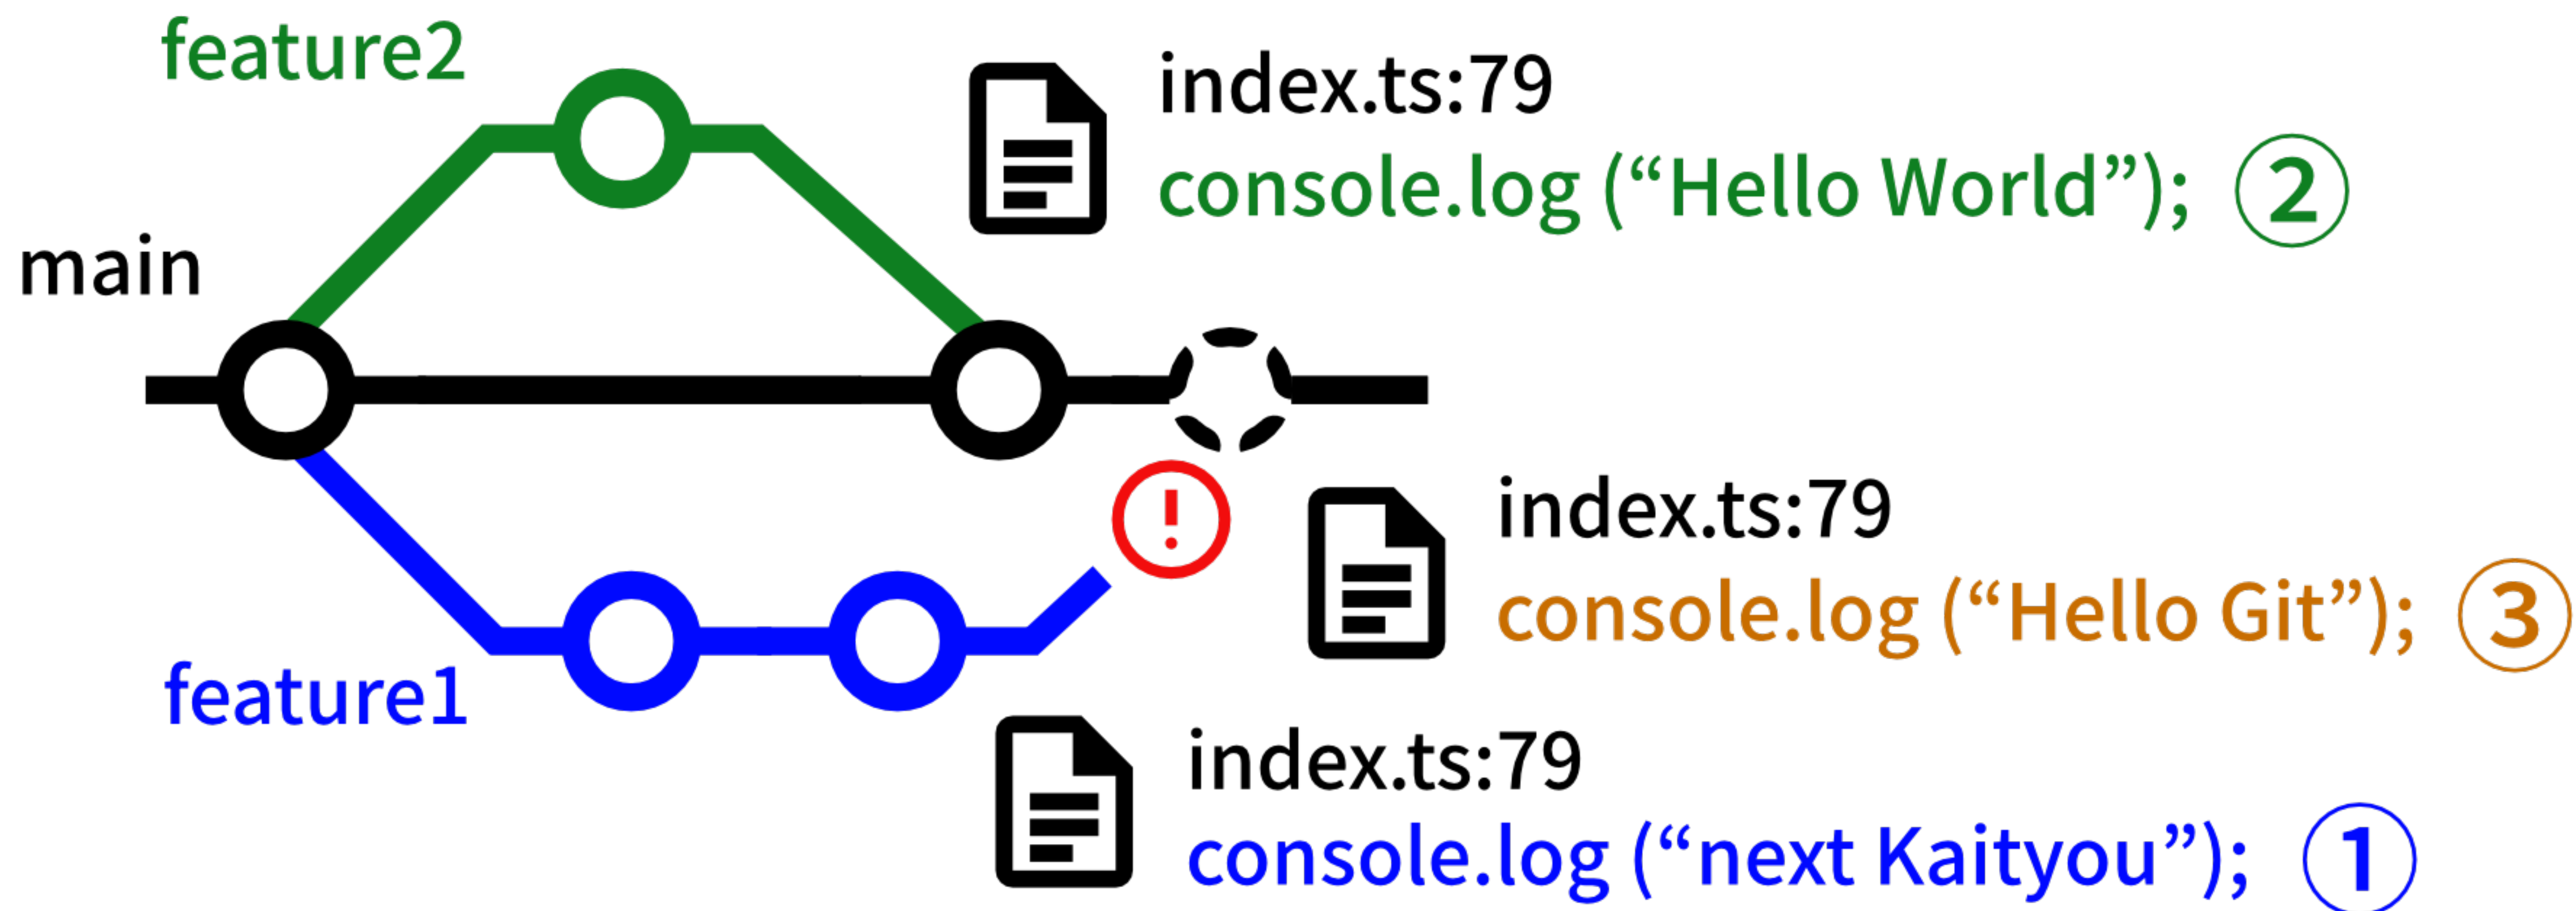 feature2
index.ts:79
console.log (“Hello World”); ②
main
!
index.ts:79
console.log (“Hello Git”); ③
feature1
index.ts:79
console.log (“next Kaityou”); ①